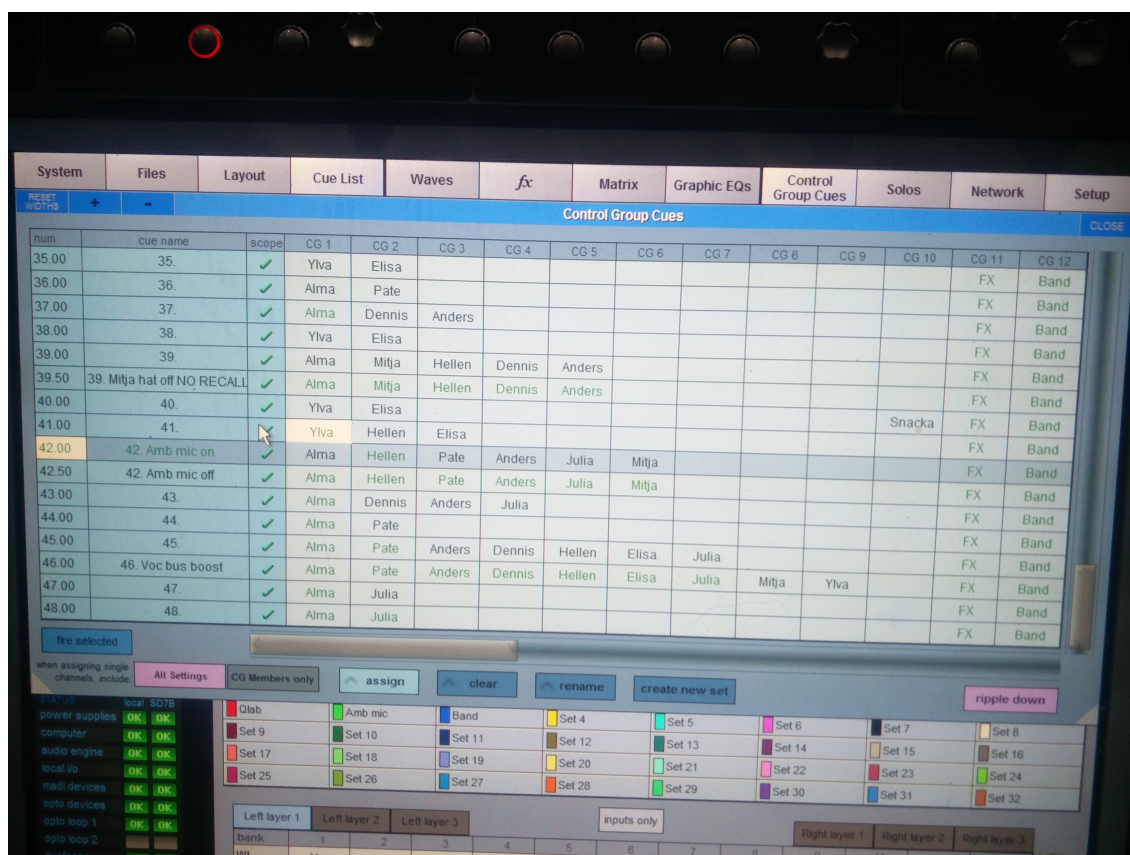 System Files Layout Cue List Waves fx Matrix Graphic EQs Control Group Cues Solos Network Setup
RESET WIDTHS + - Control Group Cues CLOSE
num cue name scope CG 1 CG 2 CG 3 CG 4 CG 5 CG 6 CG 7 CG 8 CG 9 CG 10 CG 11 CG 12
35.00 35. Ylva Elisa FX Band
36.00 36. Alma Pate FX Band
37.00 37. Alma Dennis Anders FX Band
38.00 38. Ylva Elisa FX Band
39.00 39. Alma Mitja Hellen Dennis Anders FX Band
39.50 39. Mitja hat off NO RECALL Alma Mitja Hellen Dennis Anders FX Band
40.00 40. Ylva Elisa Snacka FX Band
41.00 41. Ylva Hellen Elisa FX Band
42.00 42. Amb mic on Alma Hellen Pate Anders Julia Mitja FX Band
42.50 42. Amb mic off Alma Hellen Pate Anders Julia Mitja FX Band
43.00 43. Alma Dennis Anders Julia FX Band
44.00 44. Alma Pate FX Band
45.00 45. Alma Pate Anders Dennis Hellen Elisa Julia FX Band
46.00 46. Voc bus boost Alma Pate Anders Dennis Hellen Elisa Julia Mitja Ylva FX Band
47.00 47. Alma Julia FX Band
48.00 48. Alma Julia FX Band
fire selected
when assigning single channels, include All Settings CG Members only assign clear rename create new set ripple down
STATUS local SD7B
power supplies OK OK
computer OK OK
audio engine OK OK
local i/o OK OK
madi devices OK OK
opto devices OK OK
opto loop 1 OK OK
opto loop 2
Qlab Amb mic Band Set 4 Set 5 Set 6 Set 7 Set 8
Set 9 Set 10 Set 11 Set 12 Set 13 Set 14 Set 15 Set 16
Set 17 Set 18 Set 19 Set 20 Set 21 Set 22 Set 23 Set 24
Set 25 Set 26 Set 27 Set 28 Set 29 Set 30 Set 31 Set 32
Left layer 1 Left layer 2 Left layer 3 inputs only Right layer 1 Right layer 2 Right layer 3
bank 1 2 3 4 5 6 7 8